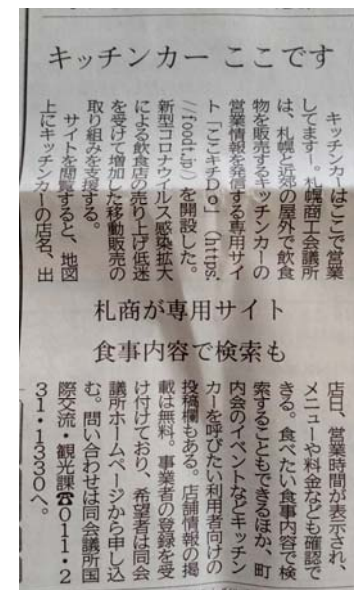 キッチンカー ここです
キッチンカーはここで営業
してますー。札幌商工会議所
は、札幌と近郊の屋外で飲食
物を販売するキッチンカーの
営業情報を発信する専用サイ
ト「ここキチDo」（https:
//foodt.jp/）を開設した。
新型コロナウイルス感染拡大
による飲食店の売り上げ低迷
を受けて増加した移動販売の
取り組みを支援する。
サイトを閲覧すると、地図
上にキッチンカーの店名、出
札商が専用サイト
食事内容で検索も
店日、営業時間が表示され、
メニューや料金なども確認で
きる。食べたい食事内容で検
索することもできるほか、町
内会のイベントなどキッチン
カーを呼びたい利用者向けの
投稿欄もある。店舗情報の掲
載は無料。事業者の登録を受
け付けており、希望者は同会
議所ホームページから申し込
む。問い合わせは同会議所国
際交流・観光課☎011・2
31・1330へ。